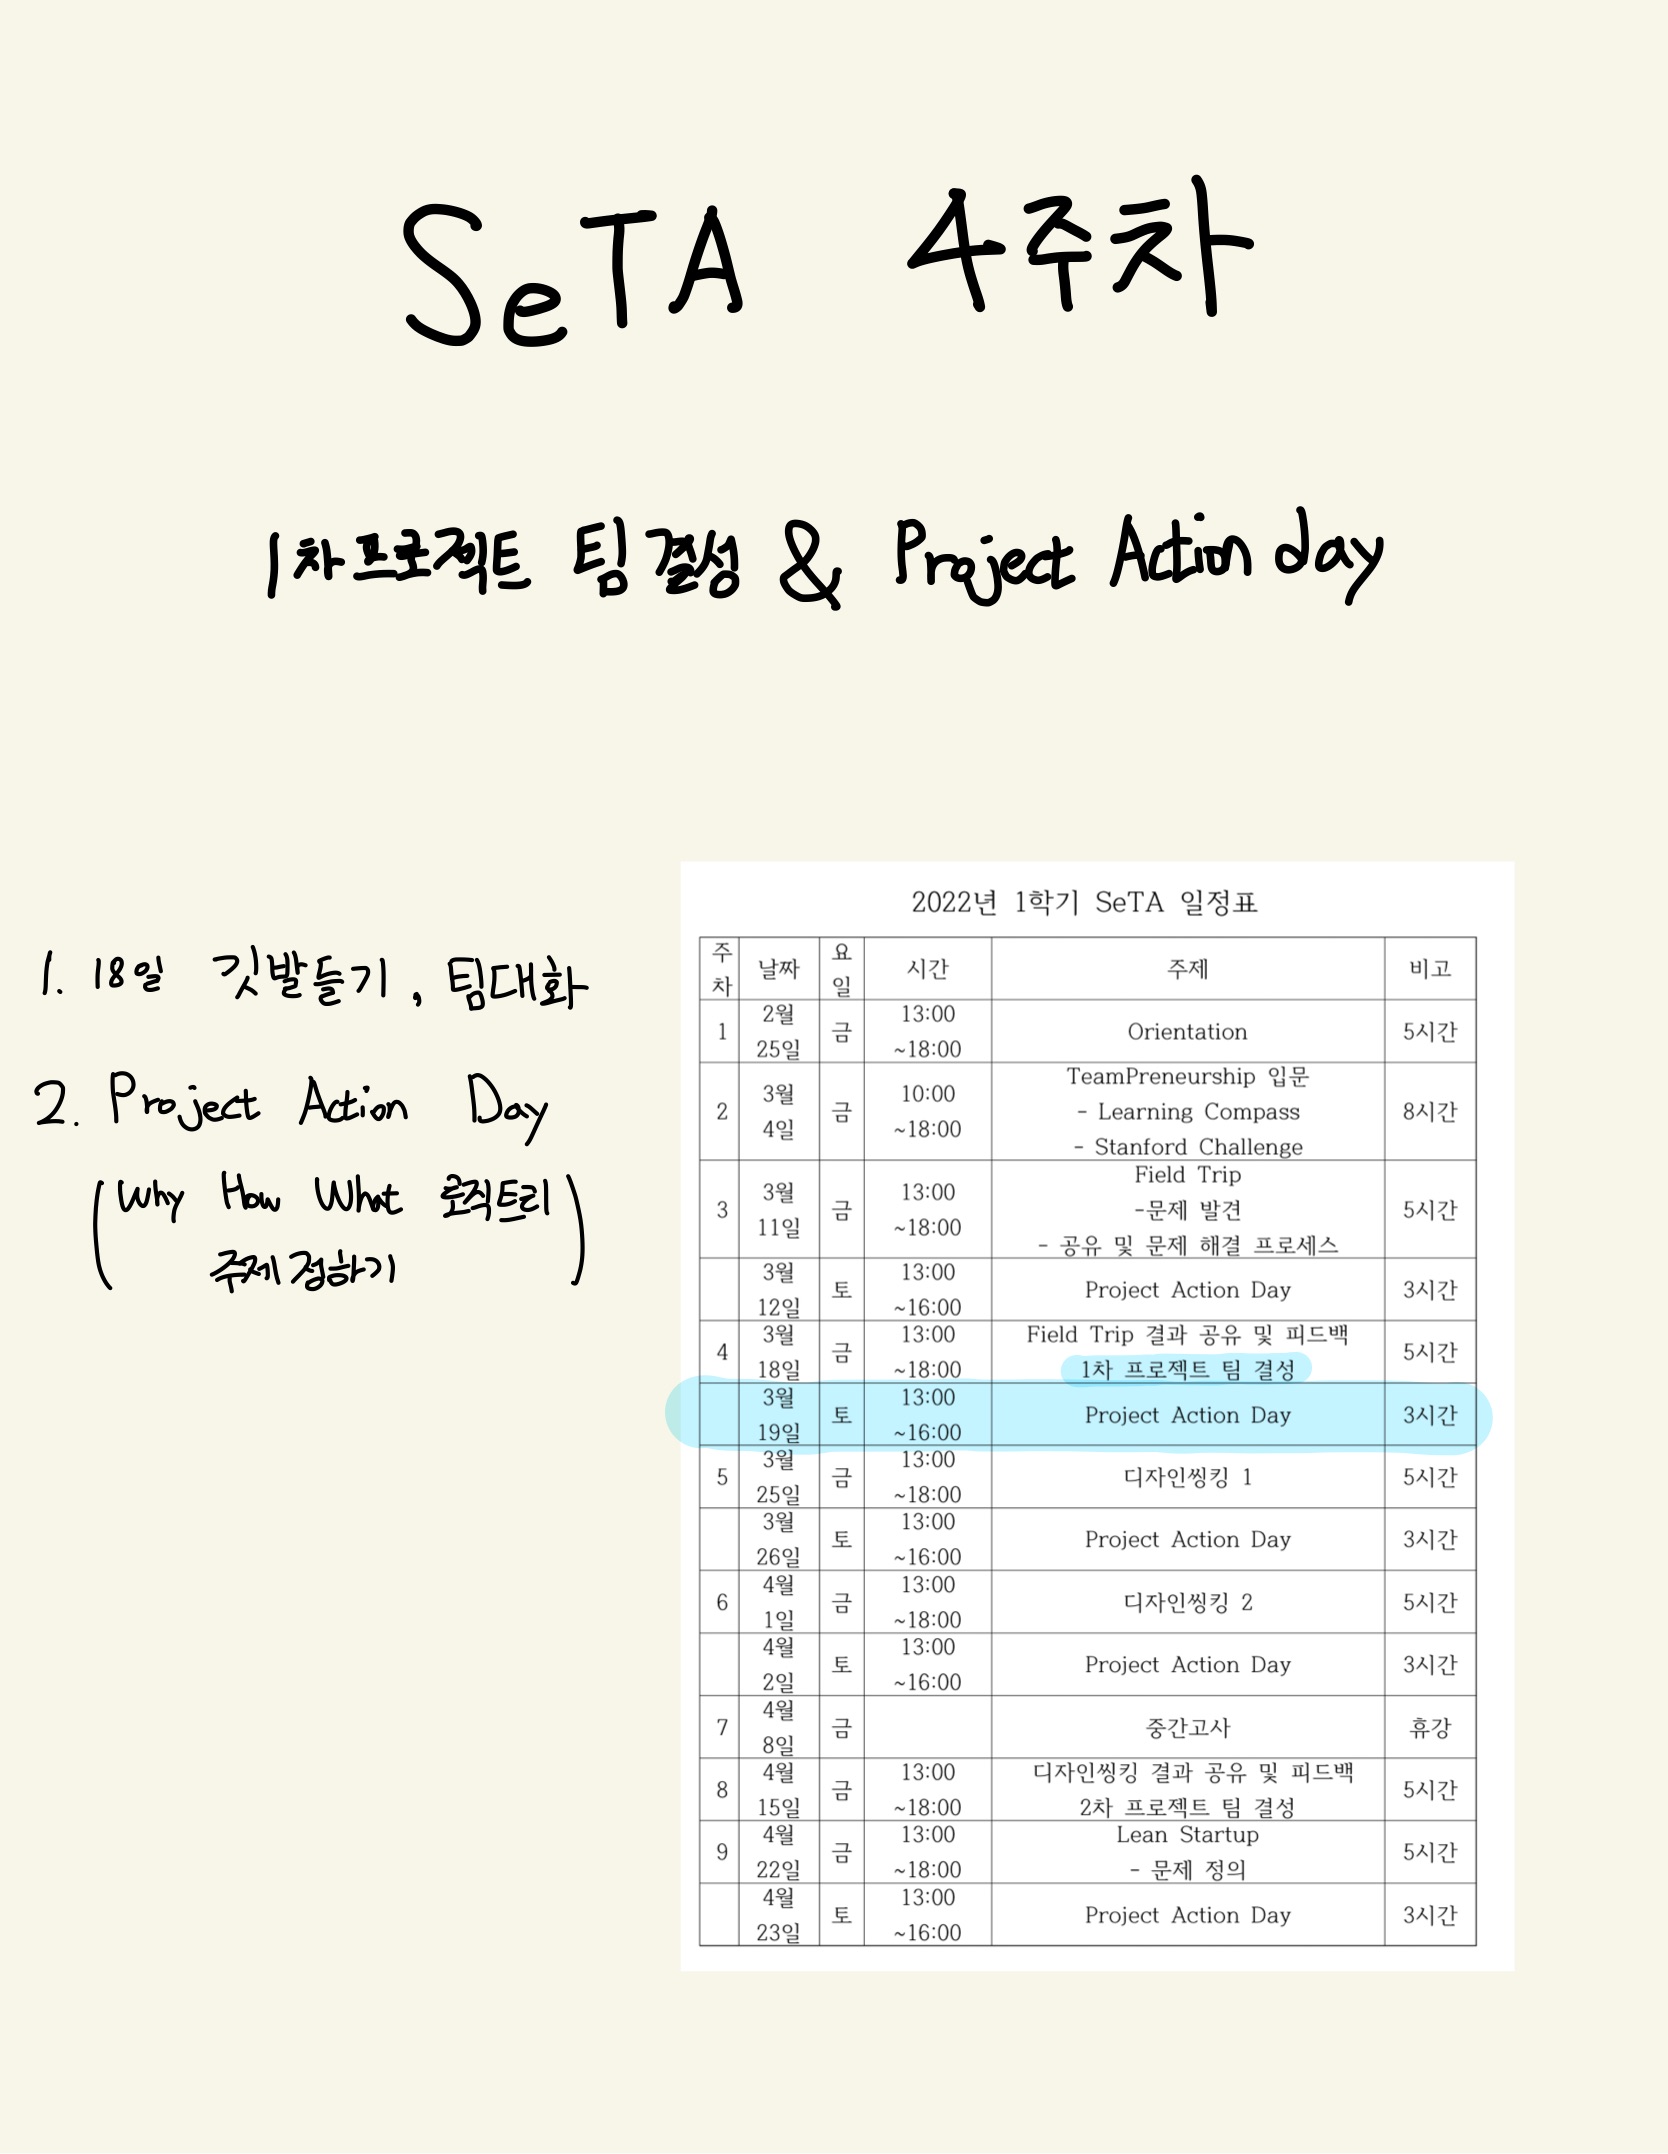 SeTA 4주차
1차프로젝트 팀결성 & Project Action day
1. 18일 깃발들기, 팀대화
2. Project Action Day
(Why How What 로직트리
주제정하기)
2022년 1학기 SeTA 일정표
주차 날짜 요일 시간 주제 비고
1 2월 25일 금 13:00 ~18:00 Orientation 5시간
2 3월 4일 금 10:00 ~18:00 TeamPreneurship 입문 - Learning Compass - Stanford Challenge 8시간
3 3월 11일 금 13:00 ~18:00 Field Trip -문제 발견 - 공유 및 문제 해결 프로세스 5시간
3월 12일 토 13:00 ~16:00 Project Action Day 3시간
4 3월 18일 금 13:00 ~18:00 Field Trip 결과 공유 및 피드백 1차 프로젝트 팀 결성 5시간
3월 19일 토 13:00 ~16:00 Project Action Day 3시간
5 3월 25일 금 13:00 ~18:00 디자인씽킹 1 5시간
3월 26일 토 13:00 ~16:00 Project Action Day 3시간
6 4월 1일 금 13:00 ~18:00 디자인씽킹 2 5시간
4월 2일 토 13:00 ~16:00 Project Action Day 3시간
7 4월 8일 금 중간고사 휴강
8 4월 15일 금 13:00 ~18:00 디자인씽킹 결과 공유 및 피드백 2차 프로젝트 팀 결성 5시간
9 4월 22일 금 13:00 ~18:00 Lean Startup - 문제 정의 5시간
4월 23일 토 13:00 ~16:00 Project Action Day 3시간